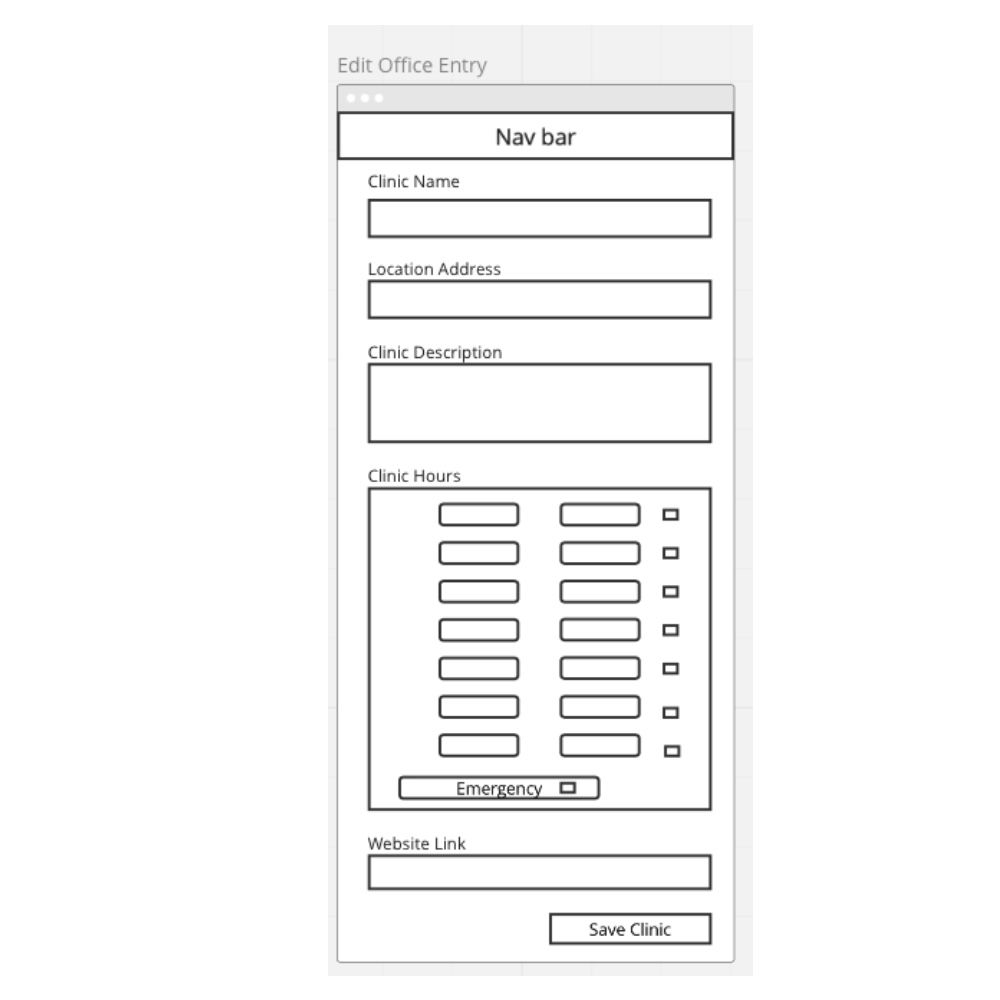 Edit Office Entry
Nav bar
Clinic Name
Location Address
Clinic Description
Clinic Hours
Emergency
Website Link
Save Clinic